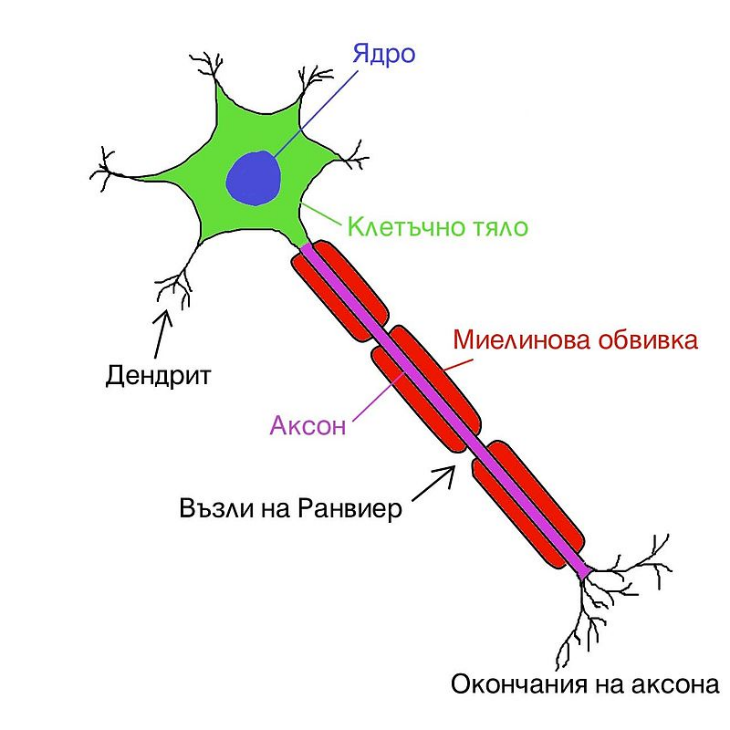 Ядро
Клетъчно тяло
Миелинова обвивка
Дендрит
Аксон
Възли на Ранвиер
Окончания на аксона